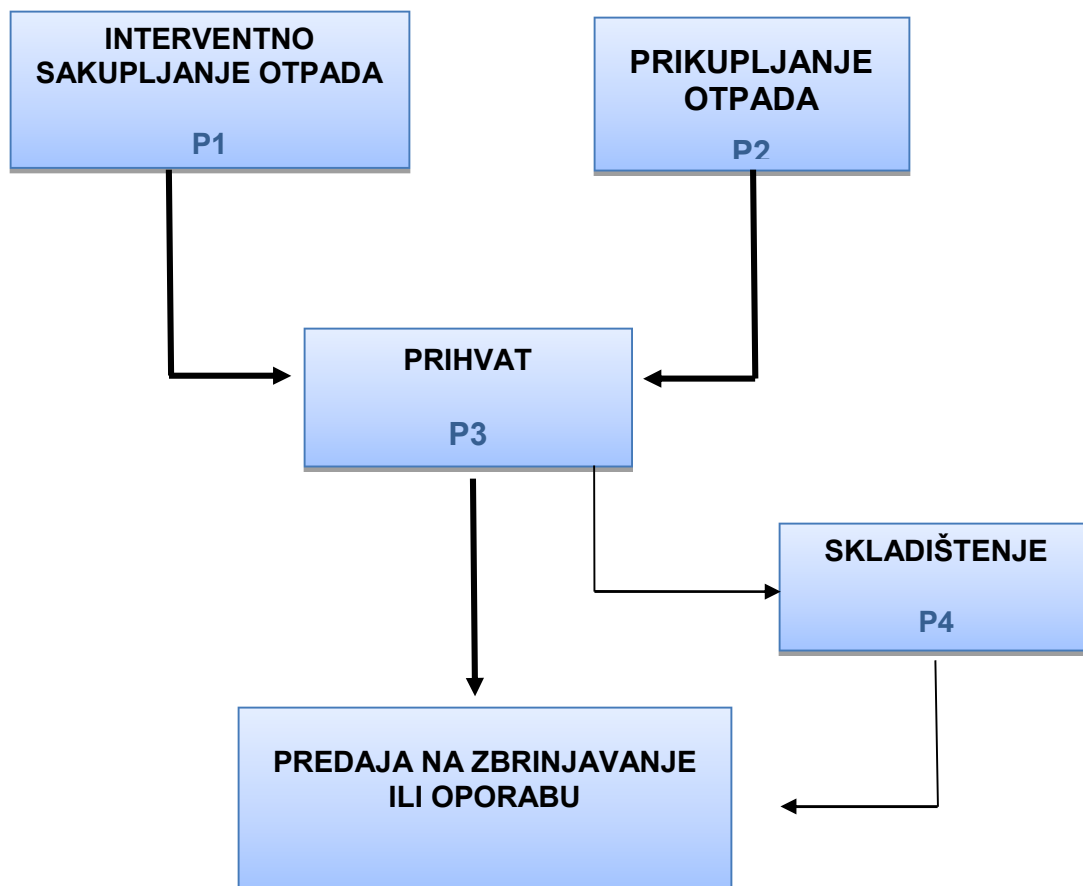 INTERVENTNO
SAKUPLJANJE OTPADA
P1
PRIKUPLJANJE
OTPADA
P2
PRIHVAT
P3
SKLADIŠTENJE
P4
PREDAJA NA ZBRINJAVANJE
ILI OPORABU